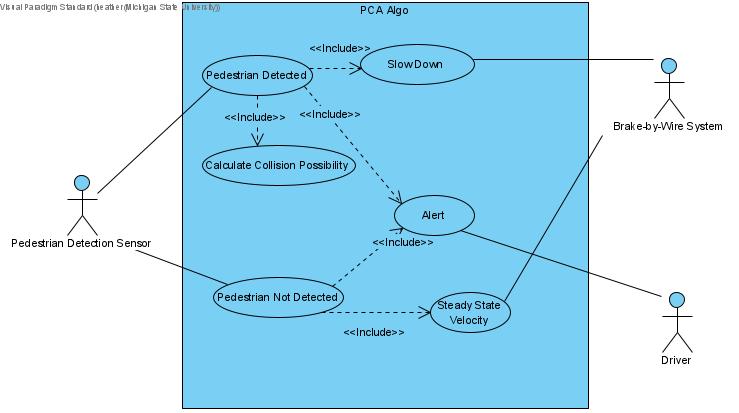 Visual Paradigm Standard (heather(Michigan State University))
PCA Algo
<<Include>>
SlowDown
Pedestrian Detected
<<Include>>
<<Include>>
Brake-by-Wire System
Calculate Collision Possibility
Alert
Pedestrian Detection Sensor
<<Include>>
Pedestrian Not Detected
Steady State
Velocity
<<Include>>
Driver